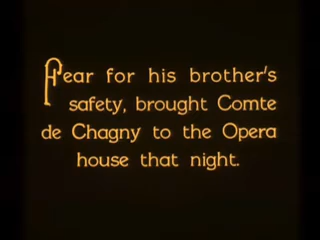 Fear for his brother's
safety, brought Comte
de Chagny to the Opera
house that night.